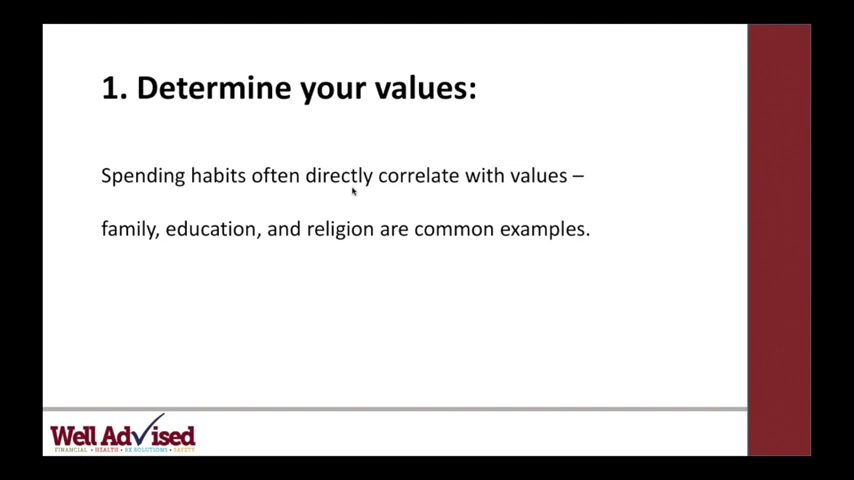 1. Determine your values:
Spending habits often directly correlate with values –
family, education, and religion are common examples.
Well Advised
FINANCIAL • HEALTH • RX SOLUTIONS • SAFETY